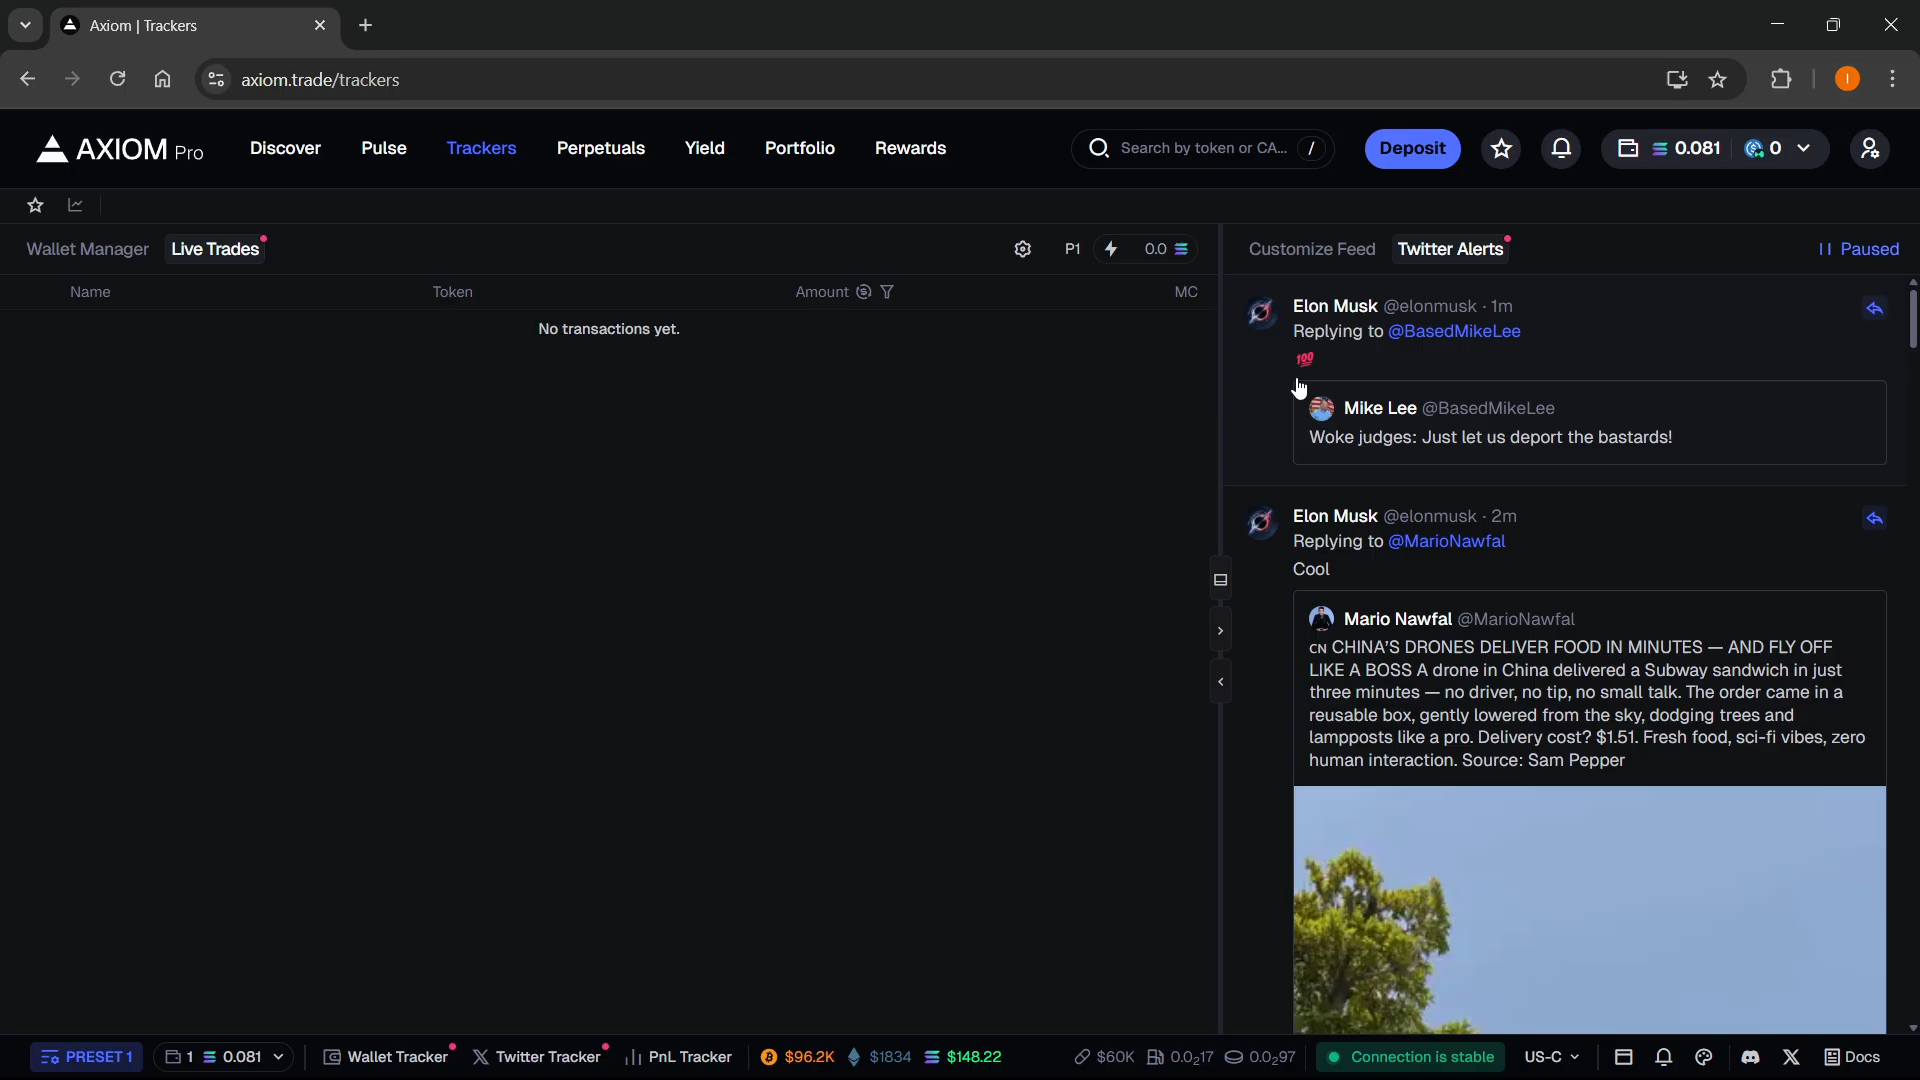 Axiom | Trackers
axiom.trade/trackers
I
AXIOM Pro
Discover
Pulse
Trackers
Perpetuals
Yield
Portfolio
Rewards
Search by token or CA...
/
Deposit
0.081
0
Wallet Manager
Live Trades
P1
0.0
Customize Feed
Twitter Alerts
Paused
Name
Token
Amount
MC
No transactions yet.
Elon Musk @elonmusk · 1m
Replying to @BasedMikeLee
💯
Mike Lee @BasedMikeLee
Woke judges: Just let us deport the bastards!
Elon Musk @elonmusk · 2m
Replying to @MarioNawfal
Cool
Mario Nawfal @MarioNawfal
CN CHINA'S DRONES DELIVER FOOD IN MINUTES — AND FLY OFF
LIKE A BOSS A drone in China delivered a Subway sandwich in just
three minutes — no driver, no tip, no small talk. The order came in a
reusable box, gently lowered from the sky, dodging trees and
lampposts like a pro. Delivery cost? $1.51. Fresh food, sci-fi vibes, zero
human interaction. Source: Sam Pepper
PRESET 1
1
0.081
Wallet Tracker
Twitter Tracker
PnL Tracker
$96.2K
$1834
$148.22
$60K
0.0₂17
0.0₂97
Connection is stable
US-C
Docs